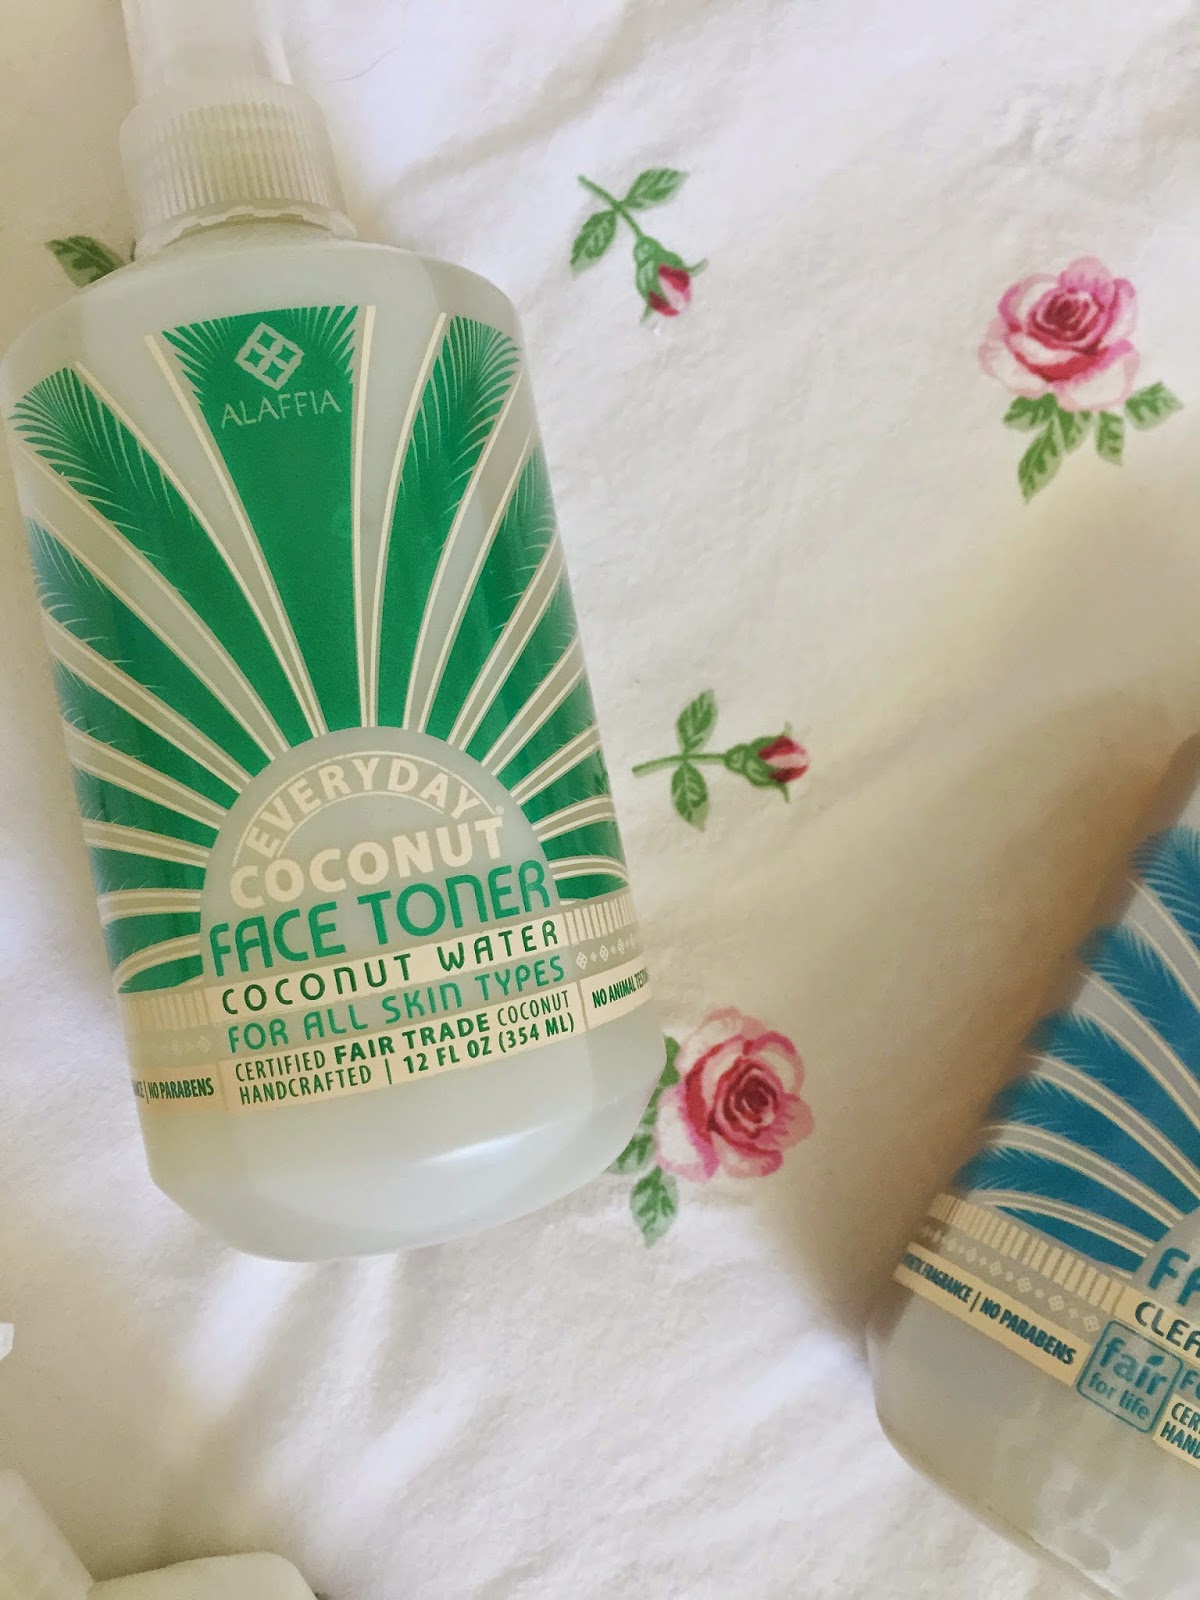 ALAFFIA
EVERYDAY
COCONUT®
FACE TONER
COCONUT WATER
FOR ALL SKIN TYPES
CERTIFIED FAIR TRADE COCONUT
HANDCRAFTED | 12 FL OZ (354 ML)
| NO PARABENS
NO ANIMAL
FRAGRANCE | NO PARABENS
fair
for life